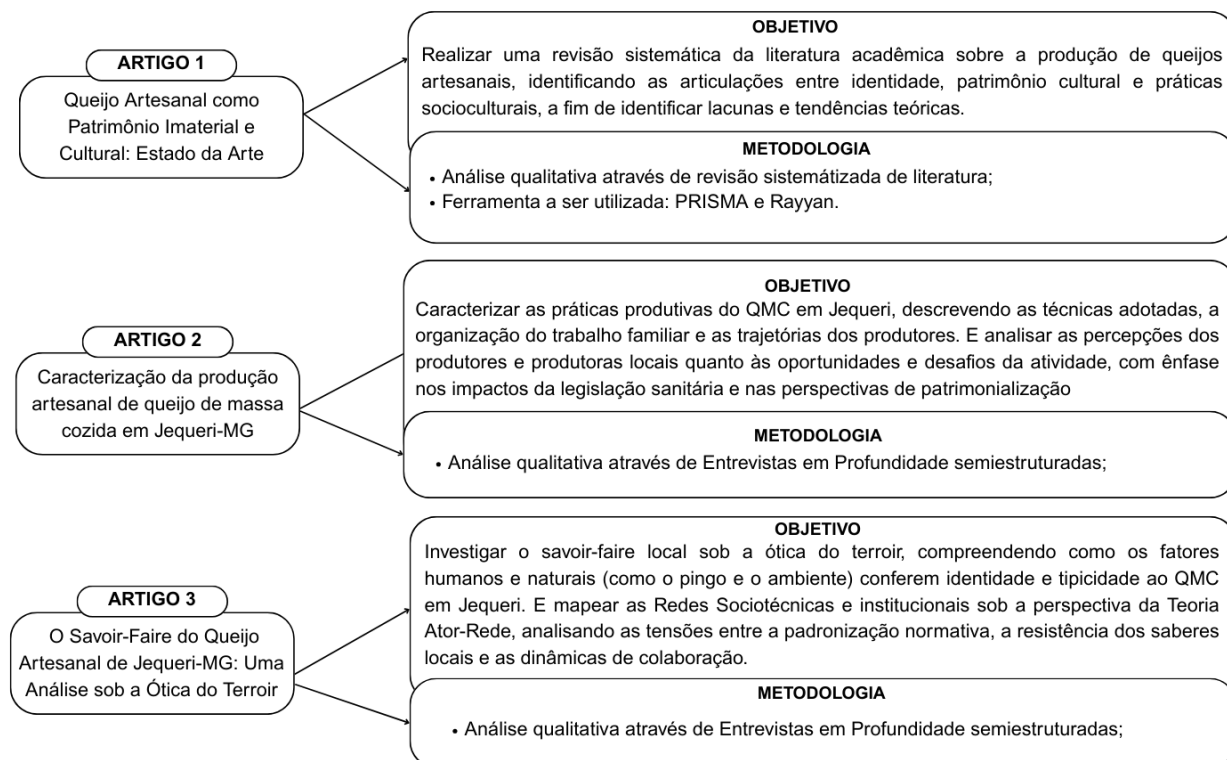 ARTIGO 1
Queijo Artesanal como
Patrimônio Imaterial e
Cultural: Estado da Arte
OBJETIVO
Realizar uma revisão sistemática da literatura acadêmica sobre a produção de queijos
artesanais, identificando as articulações entre identidade, patrimônio cultural e práticas
socioculturais, a fim de identificar lacunas e tendências teóricas.
METODOLOGIA
• Análise qualitativa através de revisão sistemátizada de literatura;
• Ferramenta a ser utilizada: PRISMA e Rayyan.
ARTIGO 2
Caracterização da produção
artesanal de queijo de massa
cozida em Jequeri-MG
OBJETIVO
Caracterizar as práticas produtivas do QMC em Jequeri, descrevendo as técnicas adotadas, a
organização do trabalho familiar e as trajetórias dos produtores. E analisar as percepções dos
produtores e produtoras locais quanto às oportunidades e desafios da atividade, com ênfase
nos impactos da legislação sanitária e nas perspectivas de patrimonialização
METODOLOGIA
• Análise qualitativa através de Entrevistas em Profundidade semiestruturadas;
ARTIGO 3
O Savoir-Faire do Queijo
Artesanal de Jequeri-MG: Uma
Análise sob a Ótica do Terroir
OBJETIVO
Investigar o savoir-faire local sob a ótica do terroir, compreendendo como os fatores
humanos e naturais (como o pingo e o ambiente) conferem identidade e tipicidade ao QMC
em Jequeri. E mapear as Redes Sociotécnicas e institucionais sob a perspectiva da Teoria
Ator-Rede, analisando as tensões entre a padronização normativa, a resistência dos saberes
locais e as dinâmicas de colaboração.
METODOLOGIA
• Análise qualitativa através de Entrevistas em Profundidade semiestruturadas;